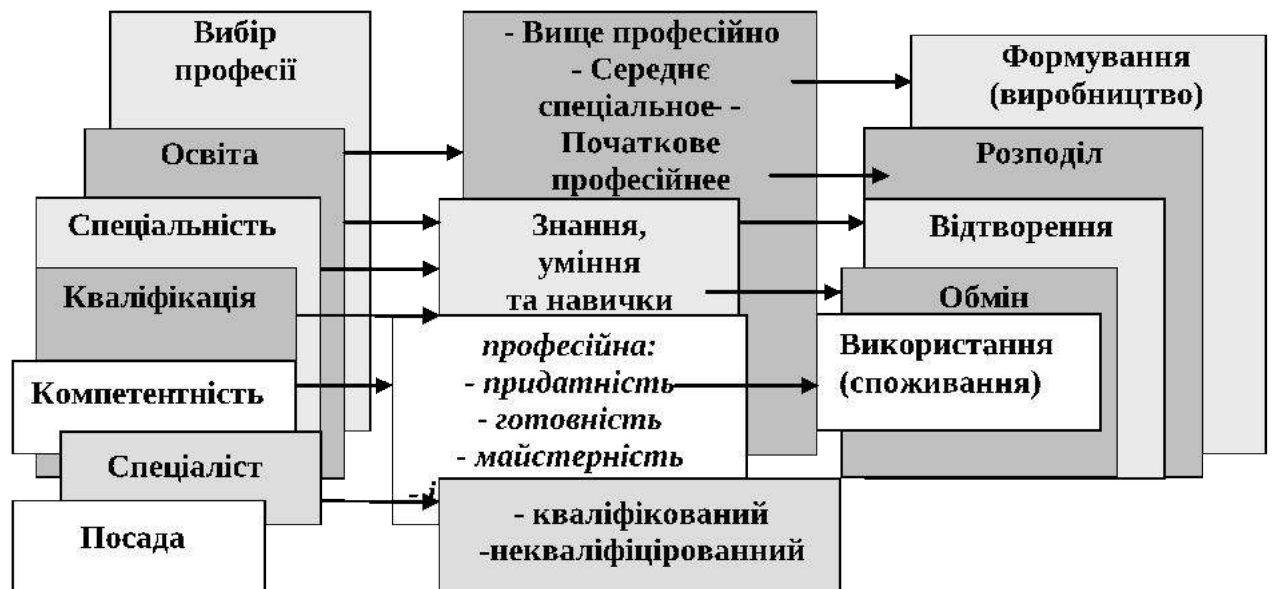 Вибір
професії
Освіта
Спеціальність
Кваліфікація
Компетентність
Спеціаліст
Посада
- Вище професійно
- Середнє
спеціальное- -
Початкове
професійнее
Знання,
уміння
та навички
професійна:
- придатність
- готовність
- майстерність
- кваліфікований
-некваліфіцірованний
Формування
(виробництво)
Розподіл
Відтворення
Обмін
Використання
(споживання)